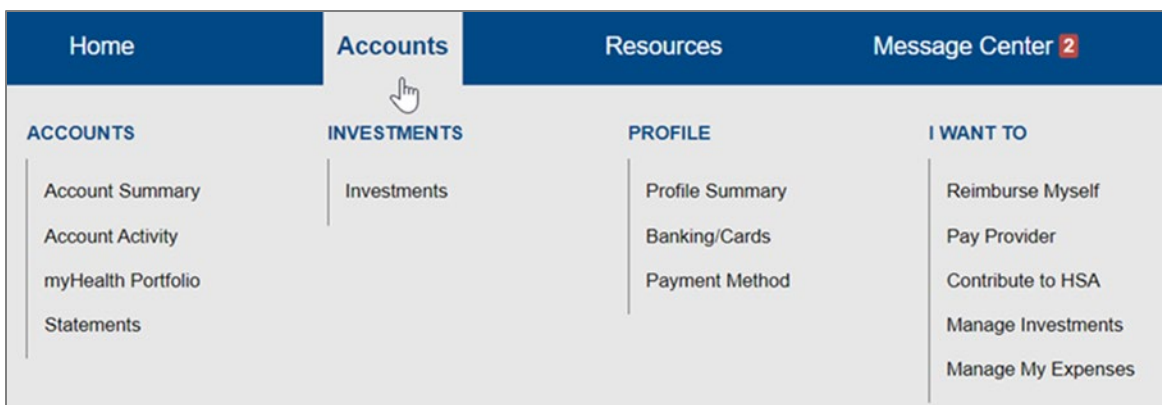 Home
Accounts
Resources
Message Center 2
ACCOUNTS
Account Summary
Account Activity
myHealth Portfolio
Statements
INVESTMENTS
Investments
PROFILE
Profile Summary
Banking/Cards
Payment Method
I WANT TO
Reimburse Myself
Pay Provider
Contribute to HSA
Manage Investments
Manage My Expenses